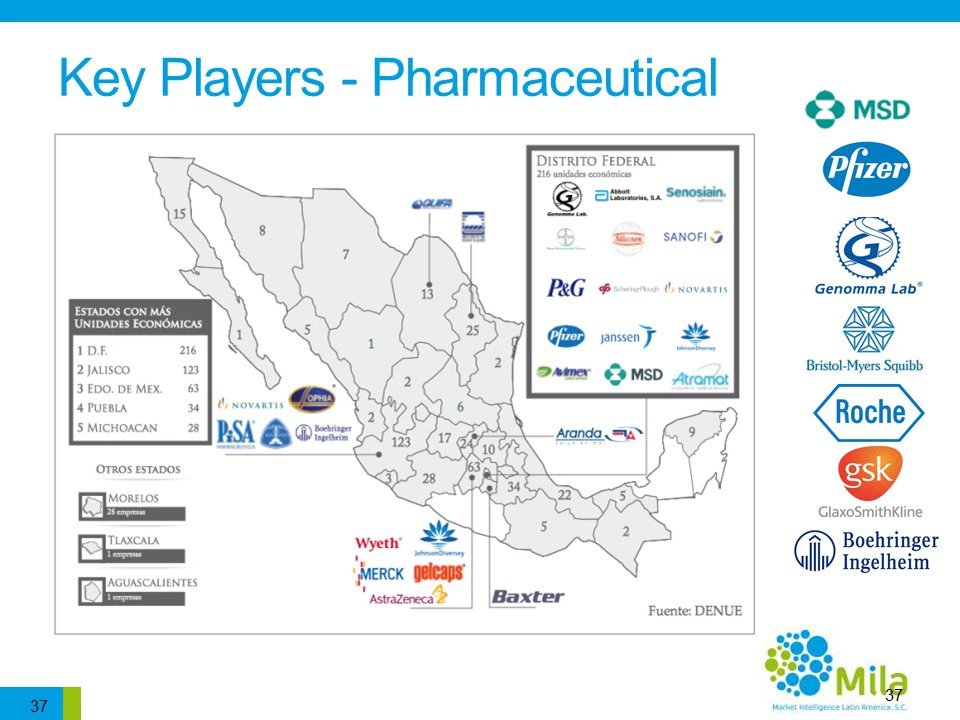 Key Players - Pharmaceutical
MSD
Pfizer
Genomma Lab®
Bristol-Myers Squibb
Roche
gsk
GlaxoSmithKline
Boehringer
Ingelheim
DISTRITO FEDERAL
216 unidades económicas
Genomma Lab.
Abbott
Laboratories, S.A.
Senosiain
BAYER
Silanes
SANOFI
P&G
Schering-Plough
NOVARTIS
Pfizer
janssen
JohnsonDiversey
Avimex
MSD
Atramat
QUIFA
15
8
7
13
25
1
5
1
2
2
6
2
123
17
24
10
63
3
28
34
22
5
5
2
9
ESTADOS CON MÁS
UNIDADES ECONÓMICAS
1 D.F. 216
2 JALISCO 123
3 EDO. DE MEX. 63
4 PUEBLA 34
5 MICHOACAN 28
OTROS ESTADOS
MORELOS
28 empresas
TLAXCALA
1 empresas
AGUASCALIENTES
1 empresas
NOVARTIS
SOPHIA
PiSA
FARMACÉUTICA
Boehringer
Ingelheim
Aranda
SALUD ANIMAL
Wyeth®
JohnsonDiversey
MERCK
gelcaps®
AstraZeneca
Baxter
Fuente: DENUE
Mila
Market Intelligence Latin America, S.C.
37
37